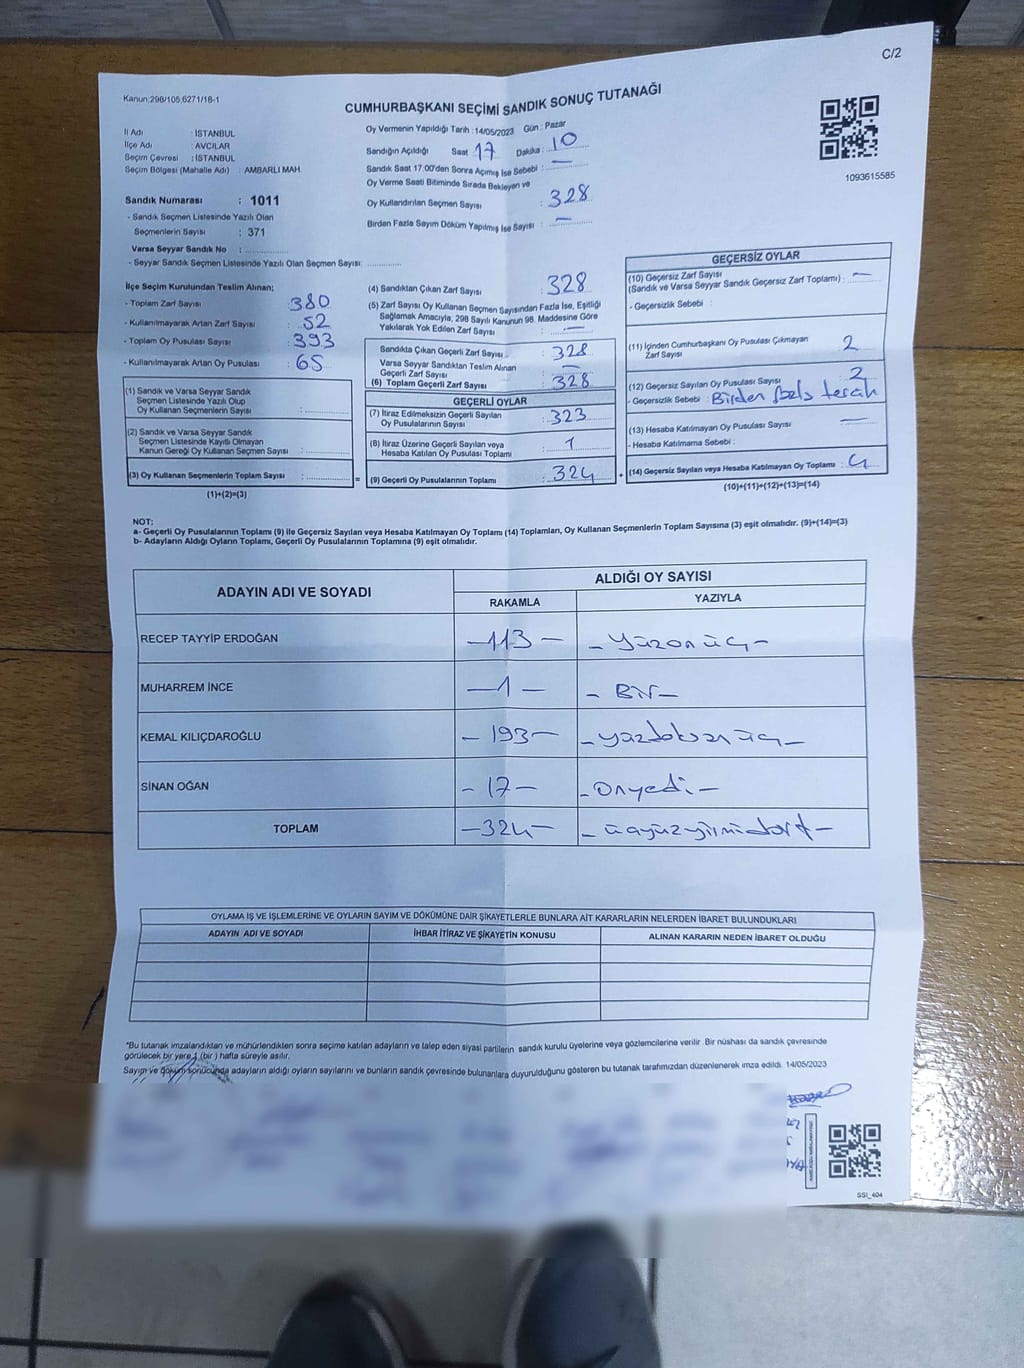 C/2
Kanun:298/105,6271/18-1
CUMHURBAŞKANI SEÇİMİ SANDIK SONUÇ TUTANAĞI
İl Adı : İSTANBUL
İlçe Adı : AVCILAR
Seçim Çevresi : İSTANBUL
Seçim Bölgesi (Mahalle Adı) : AMBARLI MAH.
Sandık Numarası : 1011
- Sandık Seçmen Listesinde Yazılı Olan
Seçmenlerin Sayısı : 371
Varsa Seyyar Sandık No :
- Seyyar Sandık Seçmen Listesinde Yazılı Olan Seçmen Sayısı:
Oy Vermenin Yapıldığı Tarih : 14/05/2023 Gün : Pazar
Sandığın Açıldığı Saat 17 Dakika : 10
Sandık Saat 17.00'den Sonra Açılmış İse Sebebi : —
Oy Verme Saati Bitiminde Sırada Bekleyen ve
Oy Kullandırılan Seçmen Sayısı : 328
Birden Fazla Sayım Döküm Yapılmış İse Sayısı : —
1093615585
İlçe Seçim Kurulundan Teslim Alınan;
- Toplam Zarf Sayısı : 380
- Kullanılmayarak Artan Zarf Sayısı : 52
- Toplam Oy Pusulası Sayısı : 393
- Kullanılmayarak Artan Oy Pusulası : 65
(1) Sandık ve Varsa Seyyar Sandık
Seçmen Listesinde Yazılı Olup
Oy Kullanan Seçmenlerin Sayısı :
(2) Sandık ve Varsa Seyyar Sandık
Seçmen Listesinde Kayıtlı Olmayan
Kanun Gereği Oy Kullanan Seçmen Sayısı :
(3) Oy Kullanan Seçmenlerin Toplam Sayısı :
(1)+(2)=(3)
=
(4) Sandıktan Çıkan Zarf Sayısı : 328
(5) Zarf Sayısı Oy Kullanan Seçmen Sayısından Fazla İse, Eşitliği
Sağlamak Amacıyla, 298 Sayılı Kanunun 98. Maddesine Göre
Yakılarak Yok Edilen Zarf Sayısı : —
Sandıkta Çıkan Geçerli Zarf Sayısı : 328
Varsa Seyyar Sandıktan Teslim Alınan
Geçerli Zarf Sayısı : —
(6) Toplam Geçerli Zarf Sayısı : 328
GEÇERLİ OYLAR
(7) İtiraz Edilmeksizin Geçerli Sayılan
Oy Pusulalarının Sayısı : 323
(8) İtiraz Üzerine Geçerli Sayılan veya
Hesaba Katılan Oy Pusulası Toplamı : 1
(9) Geçerli Oy Pusulalarının Toplamı : 324
+
GEÇERSİZ OYLAR
(10) Geçersiz Zarf Sayısı
(Sandık ve Varsa Seyyar Sandık Geçersiz Zarf Toplamı) : —
- Geçersizlik Sebebi :
(11) İçinden Cumhurbaşkanı Oy Pusulası Çıkmayan
Zarf Sayısı : 2
(12) Geçersiz Sayılan Oy Pusulası Sayısı : 2
- Geçersizlik Sebebi : Birden fazla tercih
(13) Hesaba Katılmayan Oy Pusulası Sayısı :
- Hesaba Katılmama Sebebi :
(14) Geçersiz Sayılan veya Hesaba Katılmayan Oy Toplamı : 4
(10)+(11)+(12)+(13)=(14)
NOT:
a- Geçerli Oy Pusulalarının Toplamı (9) ile Geçersiz Sayılan veya Hesaba Katılmayan Oy Toplamı (14) Toplamları, Oy Kullanan Seçmenlerin Toplam Sayısına (3) eşit olmalıdır. (9)+(14)=(3)
b- Adayların Aldığı Oyların Toplamı, Geçerli Oy Pusulalarının Toplamına (9) eşit olmalıdır.
ADAYIN ADI VE SOYADI
ALDIĞI OY SAYISI
RAKAMLA YAZIYLA
RECEP TAYYİP ERDOĞAN —113— —Yüzonüç—
MUHARREM İNCE —1— —Bir—
KEMAL KILIÇDAROĞLU —193— —yüzdoksanüç—
SİNAN OĞAN —17— —Onyedi—
TOPLAM —324— —üçyüzyirmidört—
OYLAMA İŞ VE İŞLEMLERİNE VE OYLARIN SAYIM VE DÖKÜMÜNE DAİR ŞİKAYETLERLE BUNLARA AİT KARARLARIN NELERDEN İBARET BULUNDUKLARI
ADAYIN ADI VE SOYADI İHBAR İTİRAZ VE ŞİKAYETİN KONUSU ALINAN KARARIN NEDEN İBARET OLDUĞU
"Bu tutanak imzalandıktan ve mühürlendikten sonra seçime katılan adayların ve talep eden siyasi partilerin sandık kurulu üyelerine veya gözlemcilerine verilir. Bir nüshası da sandık çevresinde
görülecek bir yere 1 (bir) hafta süreyle asılır.
Sayım ve döküm sonucunda adayların aldığı oyların sayılarını ve bunların sandık çevresinde bulunanlara duyurulduğunu gösteren bu tutanak tarafımızdan düzenlenerek imza edildi. 14/05/2023
SSI_404